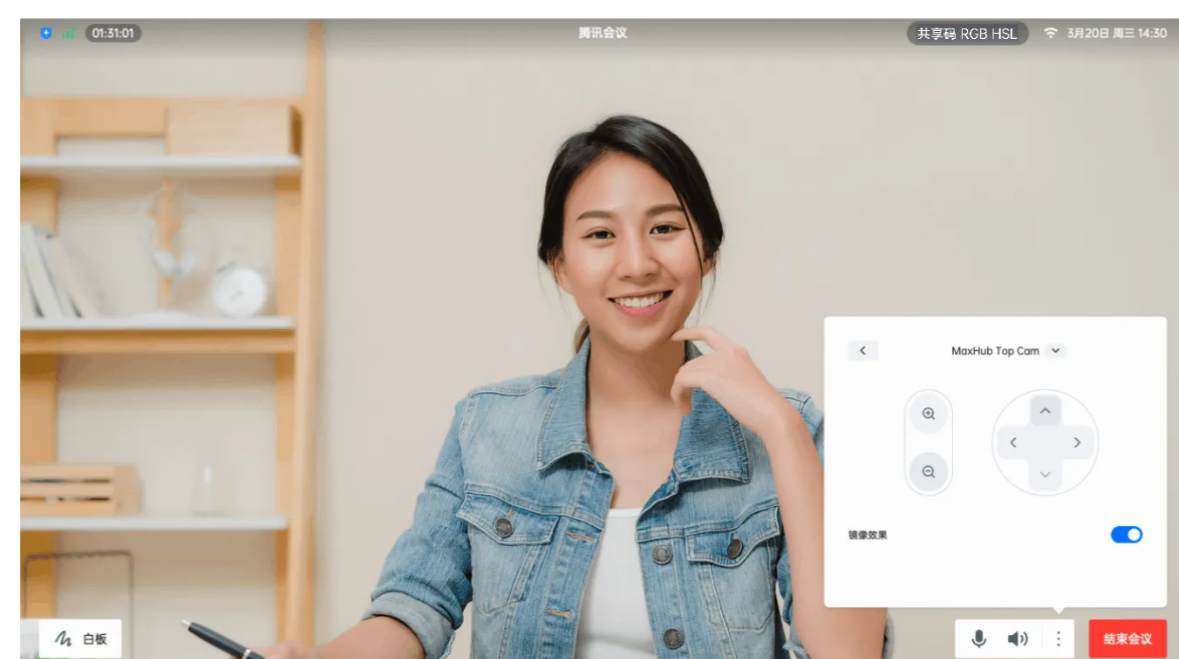 01:31:01
腾讯会议
共享码 RGB HSL
3月20日 周三 14:30
MaxHub Top Cam
镜像效果
白板
结束会议